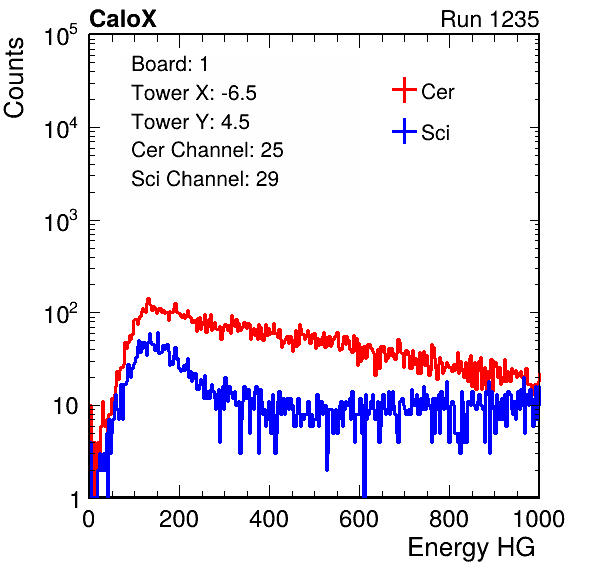 CaloX Run 1235
Counts
10^5
10^4
10^3
10^2
10
1
Board: 1
Tower X: -6.5
Tower Y: 4.5
Cer Channel: 25
Sci Channel: 29
Cer
Sci
0 200 400 600 800 1000
Energy HG